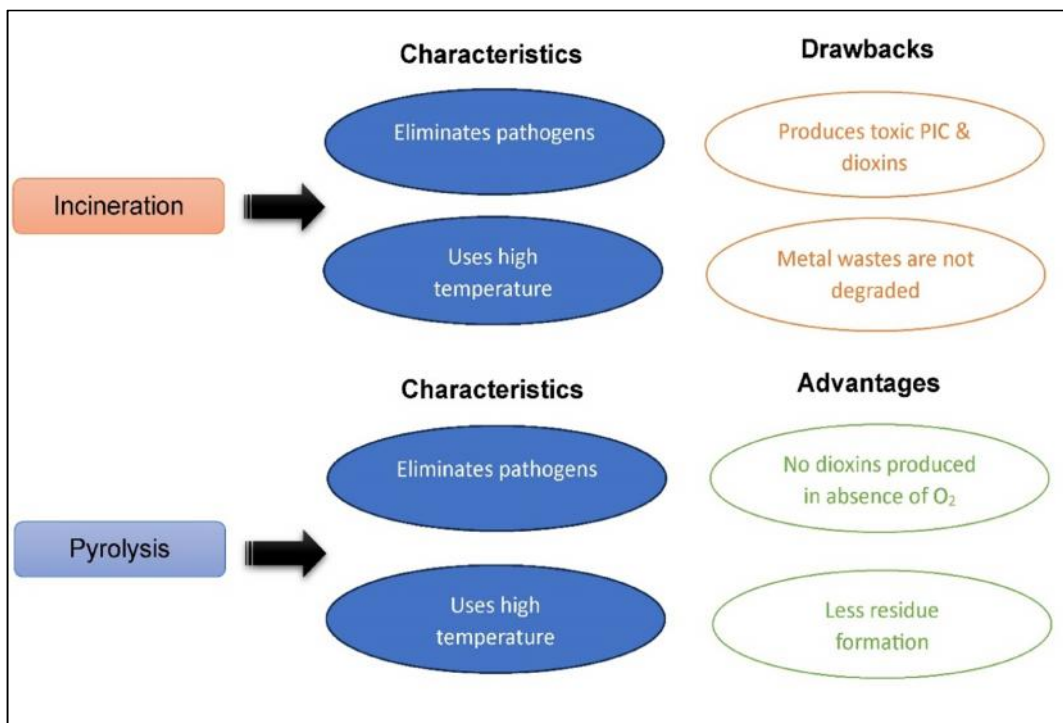 Characteristics
Drawbacks
Eliminates pathogens
Produces toxic PIC &
dioxins
Incineration
Uses high
temperature
Metal wastes are not
degraded
Characteristics
Advantages
Eliminates pathogens
No dioxins produced
in absence of O₂
Pyrolysis
Uses high
temperature
Less residue
formation